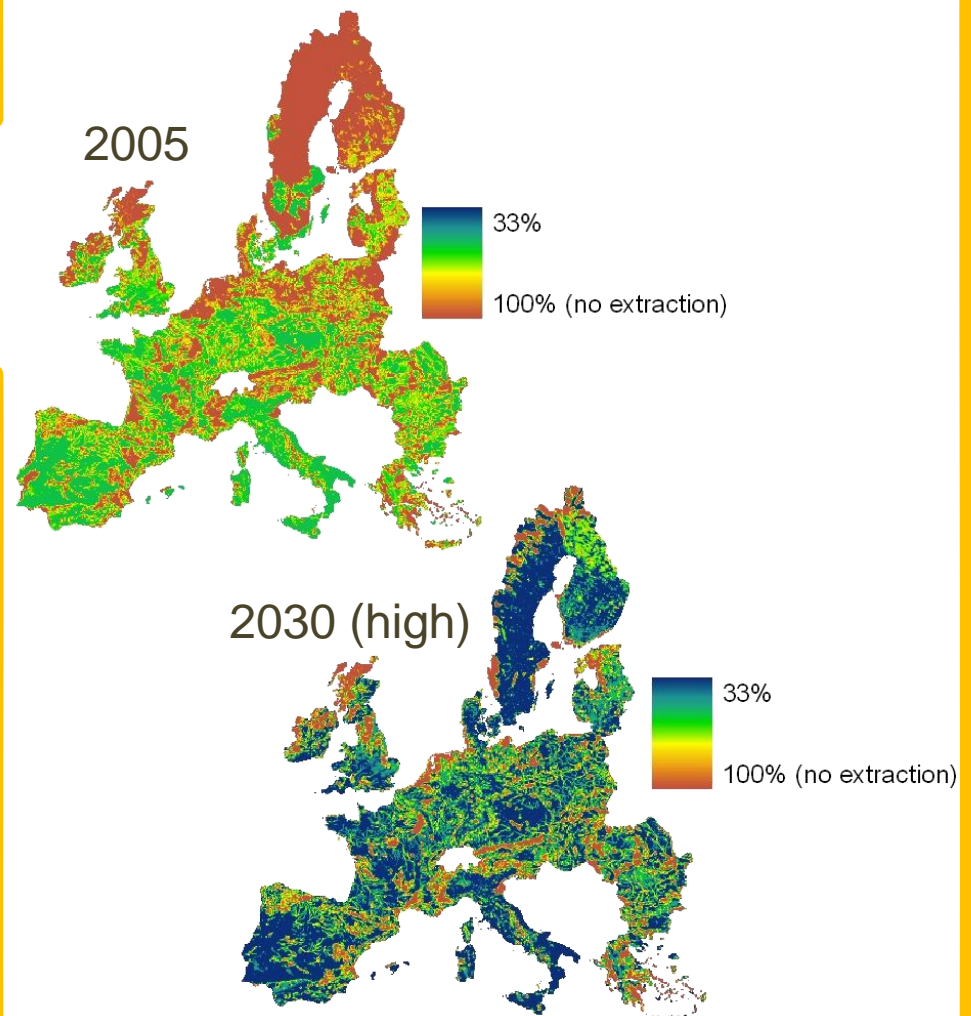 2005
33%
100% (no extraction)
2030 (high)
33%
100% (no extraction)